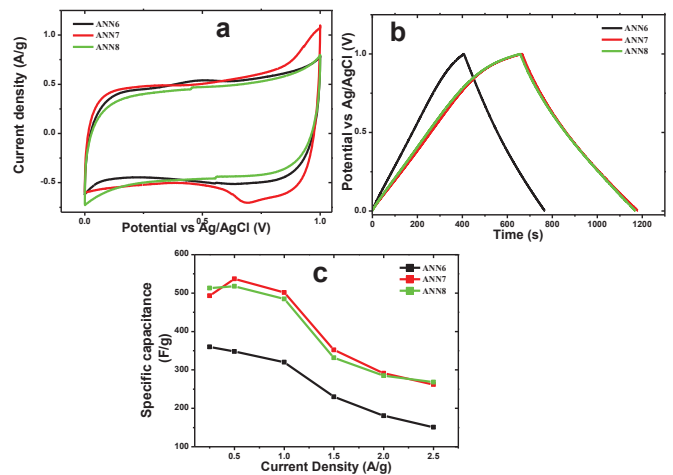 a
ANN6
ANN7
ANN8
1.0
0.5
0.0
-0.5
0.0
0.5
1.0
Current density (A/g)
Potential vs Ag/AgCl (V)
b
ANN6
ANN7
ANN8
1.0
0.5
0.0
0
200
400
600
800
1000
1200
Potential vs Ag/AgCl (V)
Time (s)
c
ANN6
ANN7
ANN8
600
500
400
300
200
100
0.5
1.0
1.5
2.0
2.5
Specific capacitance
(F/g)
Current Density (A/g)